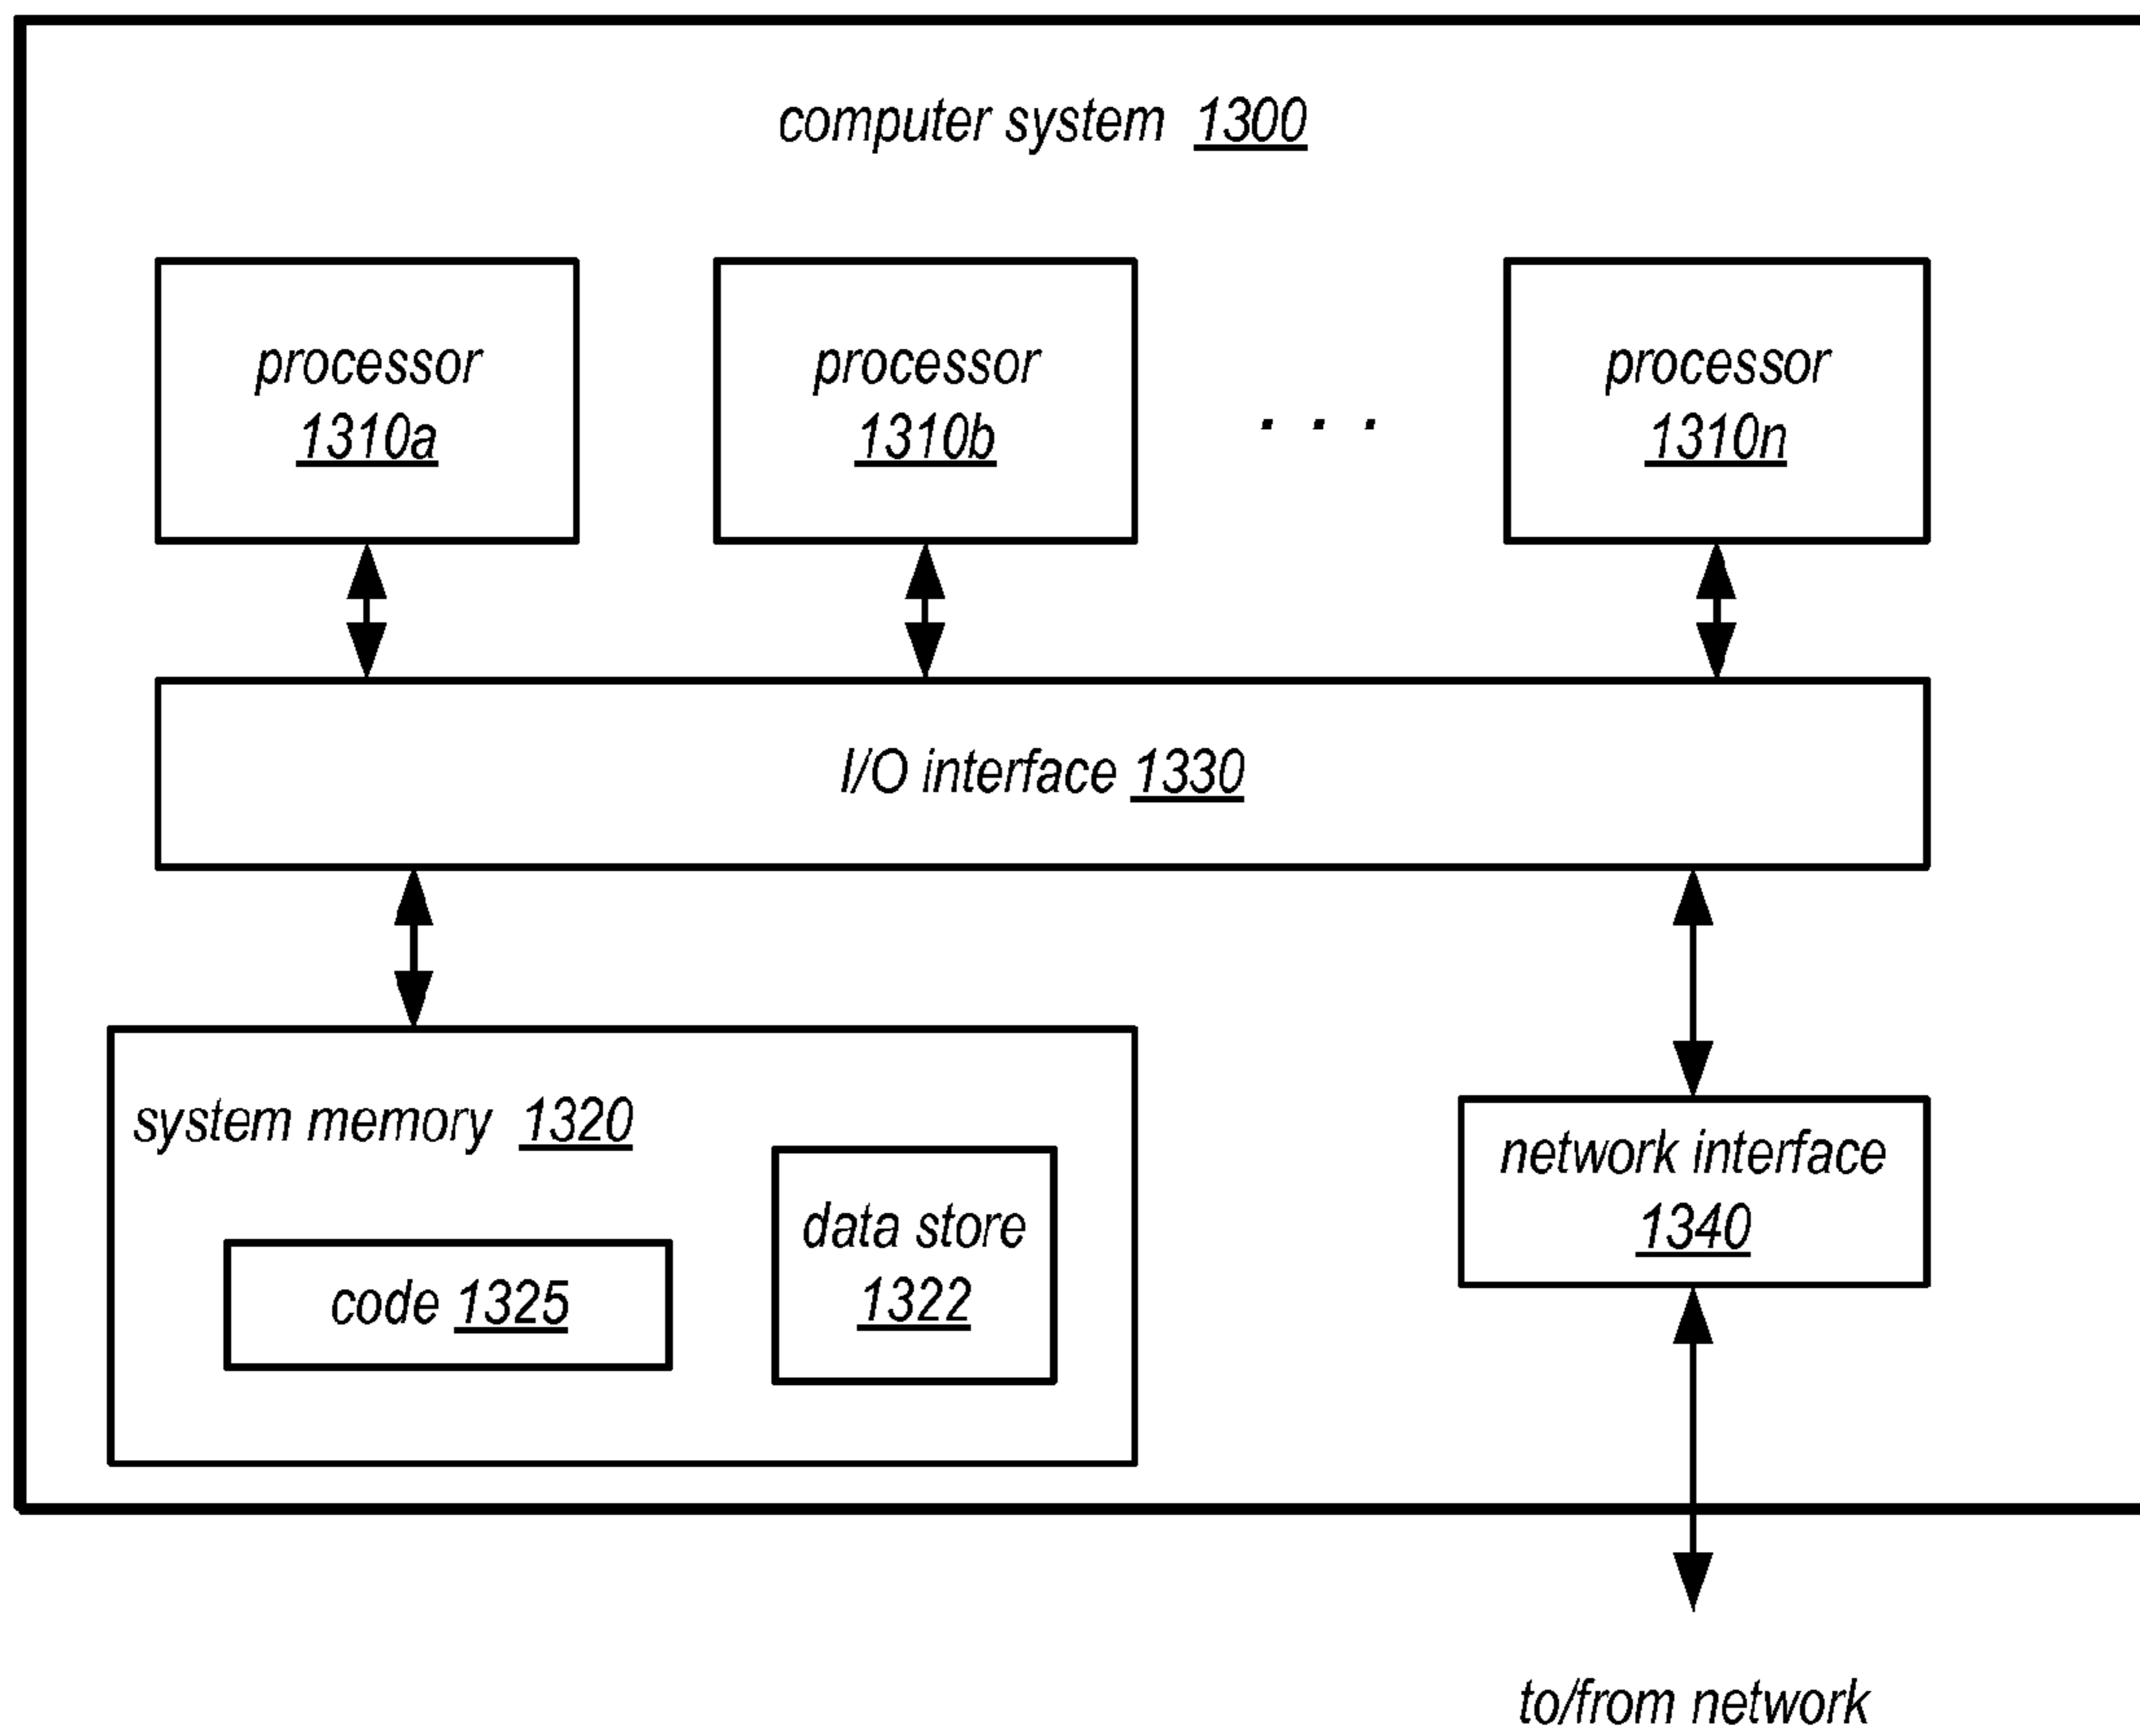 computer system 1300
processor
1310a
processor
1310b
. . .
processor
1310n
I/O interface 1330
system memory 1320
data store
1322
code 1325
network interface
1340
to/from network